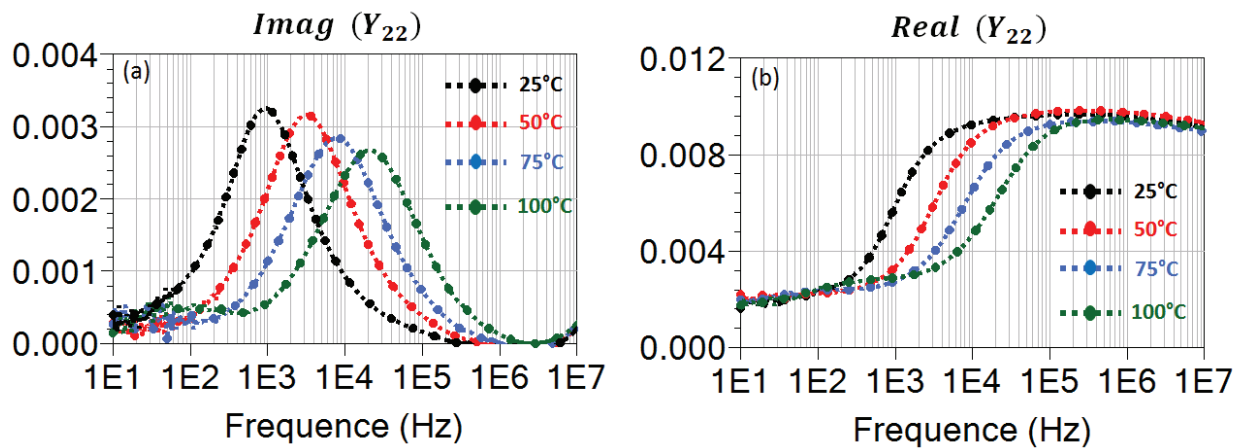 Imag (Y22)
(a)
0.004
0.003
0.002
0.001
0.000
25°C
50°C
75°C
100°C
1E1 1E2 1E3 1E4 1E5 1E6 1E7
Frequence (Hz)
Real (Y22)
(b)
0.012
0.008
0.004
0.000
25°C
50°C
75°C
100°C
1E1 1E2 1E3 1E4 1E5 1E6 1E7
Frequence (Hz)